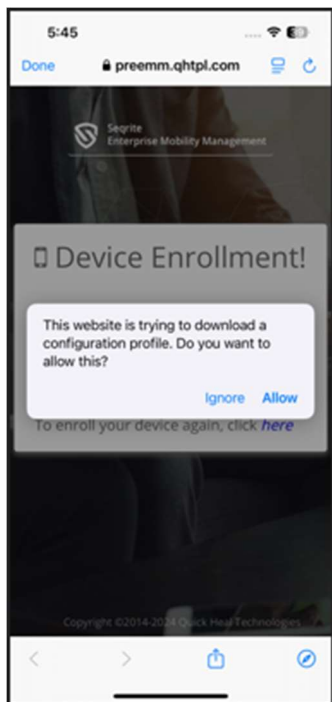 5:45
Done preemm.qhtpl.com
Seqrite
Enterprise Mobility Management
Device Enrollment!
This website is trying to download a
configuration profile. Do you want to
allow this?
Ignore Allow
To enroll your device again, click here
Copyright ©2014-2024 Quick Heal Technologies